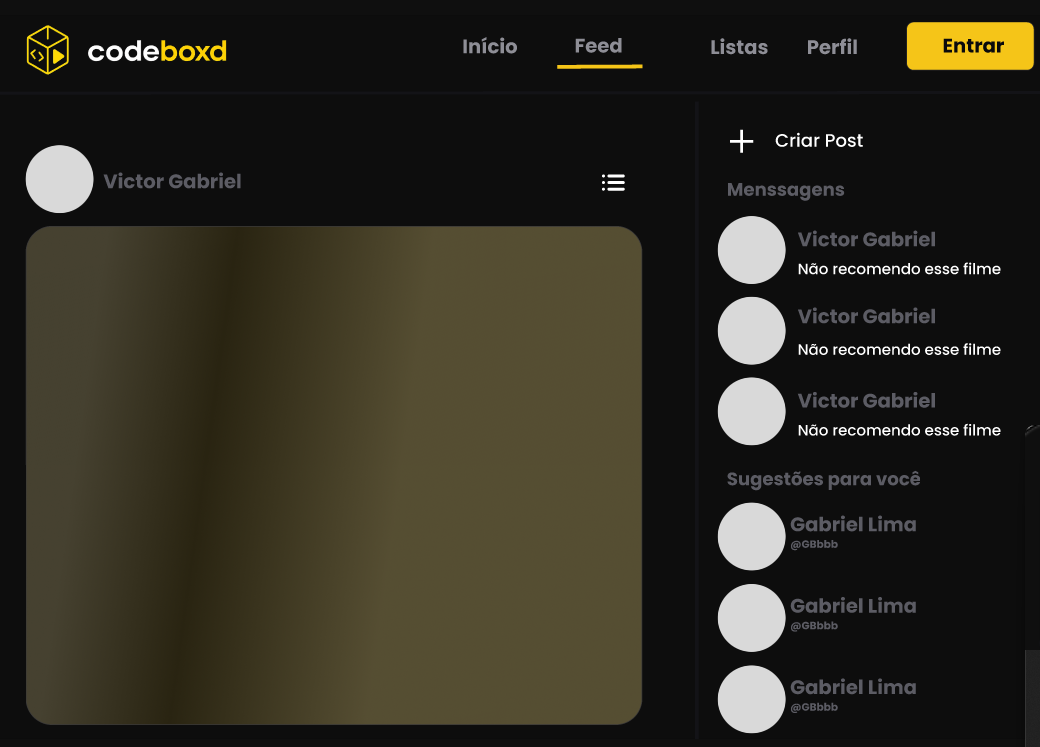 codeboxd
Início
Feed
Listas
Perfil
Entrar
Victor Gabriel
Criar Post
Menssagens
Victor Gabriel
Não recomendo esse filme
Victor Gabriel
Não recomendo esse filme
Victor Gabriel
Não recomendo esse filme
Sugestões para você
Gabriel Lima
@GBbbb
Gabriel Lima
@GBbbb
Gabriel Lima
@GBbbb